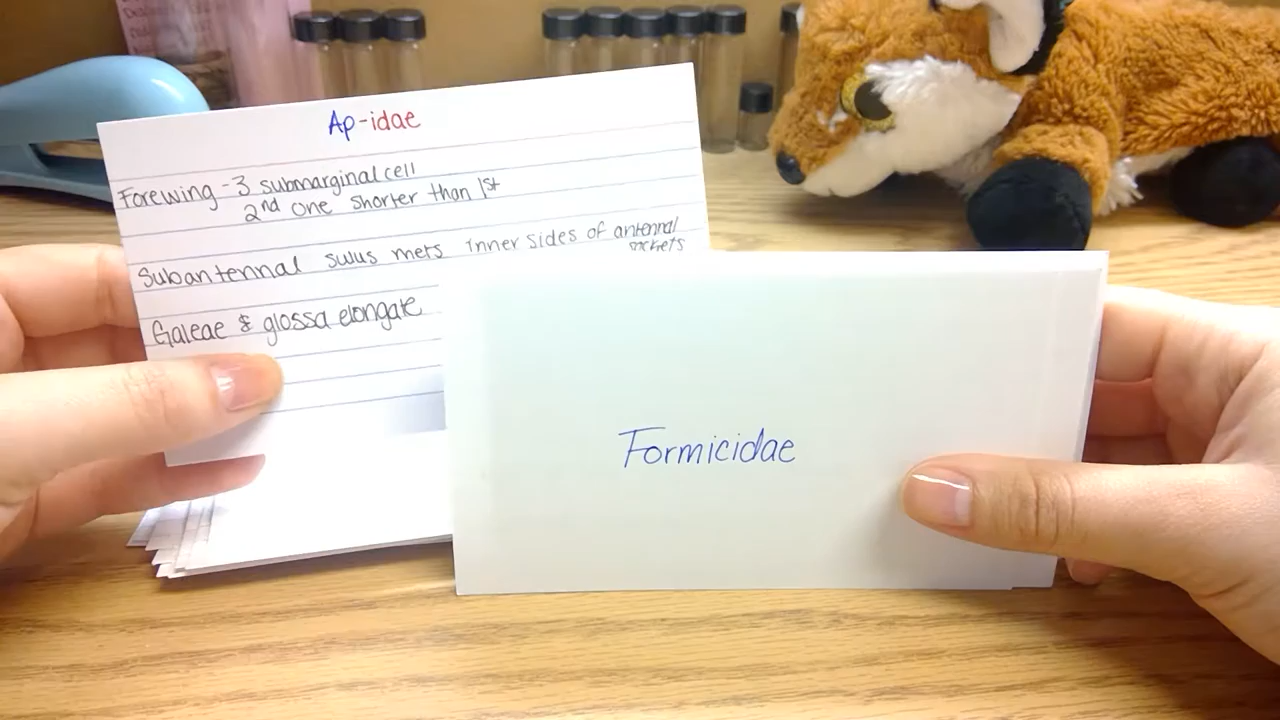 Ap-idae
Forewing - 3 submarginal cell
2nd one shorter than 1st
Subantennal sulus mets inner sides of antennal
sockets
Galeae & glossa elongate
Formicidae